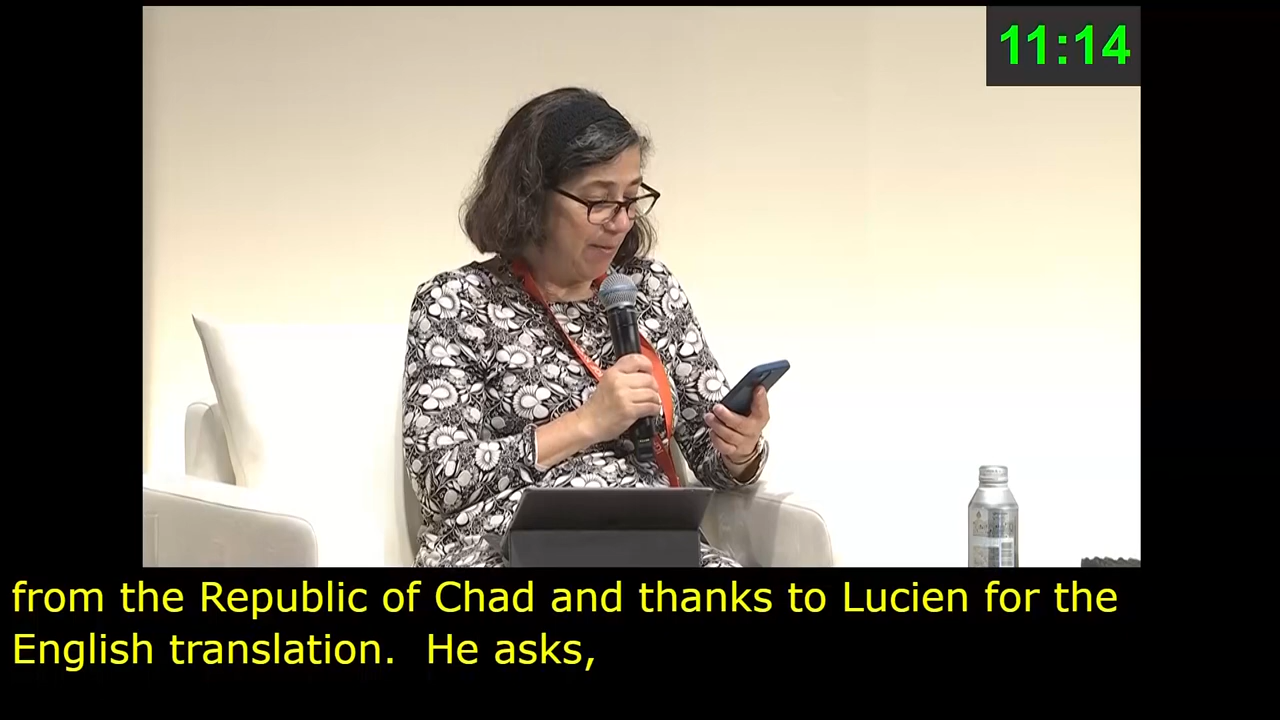 11:14
from the Republic of Chad and thanks to Lucien for the
English translation.  He asks,